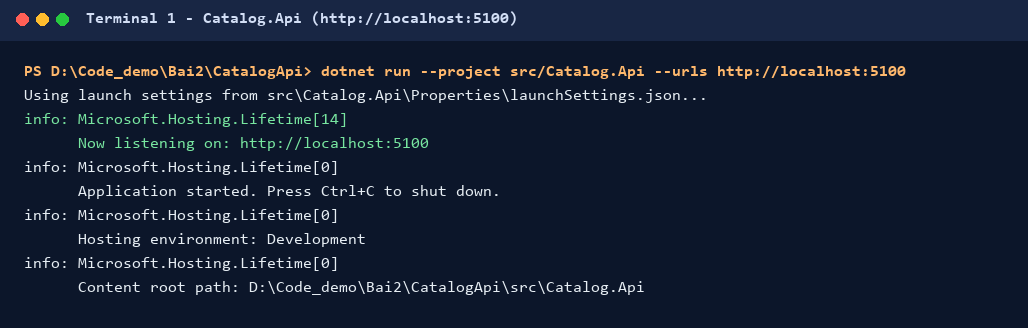 Terminal 1 - Catalog.Api (http://localhost:5100)
PS D:\Code_demo\Bai2\CatalogApi> dotnet run --project src/Catalog.Api --urls http://localhost:5100
Using launch settings from src\Catalog.Api\Properties\launchSettings.json...
info: Microsoft.Hosting.Lifetime[14]
      Now listening on: http://localhost:5100
info: Microsoft.Hosting.Lifetime[0]
      Application started. Press Ctrl+C to shut down.
info: Microsoft.Hosting.Lifetime[0]
      Hosting environment: Development
info: Microsoft.Hosting.Lifetime[0]
      Content root path: D:\Code_demo\Bai2\CatalogApi\src\Catalog.Api